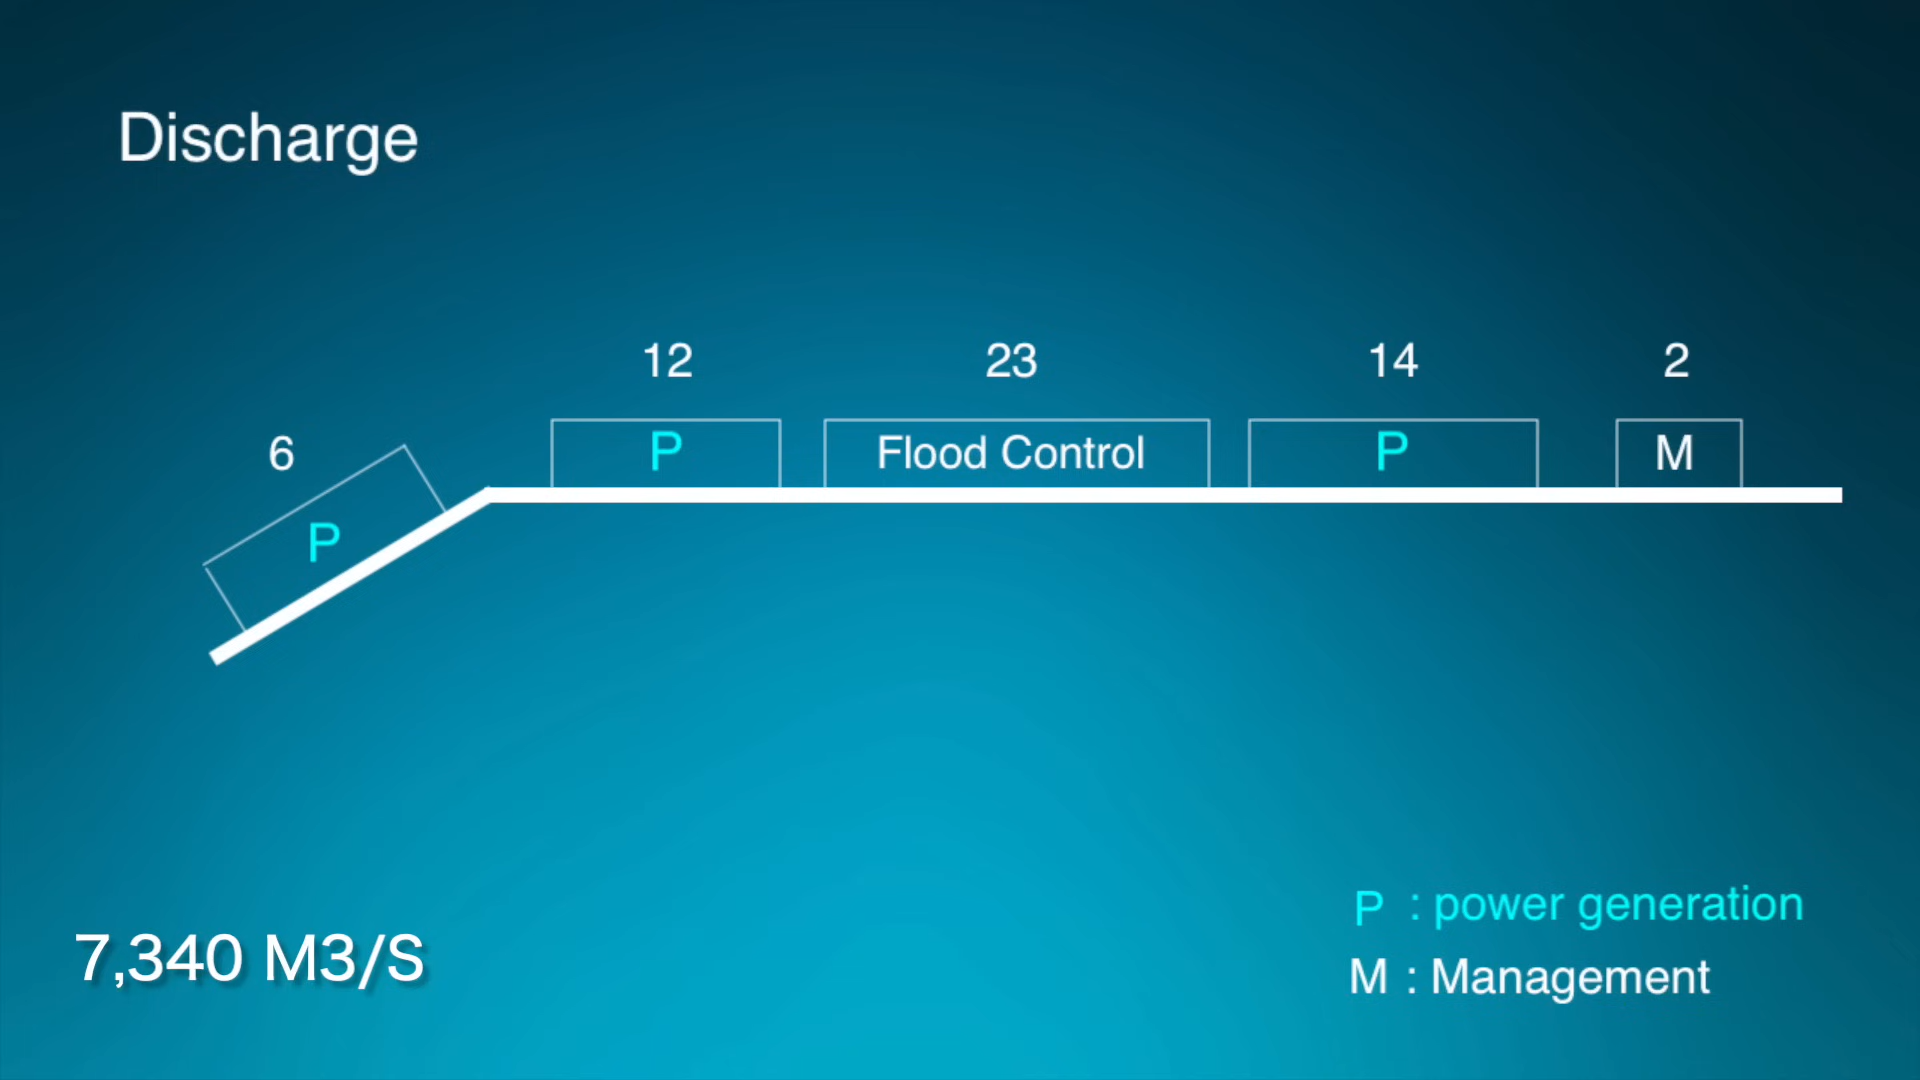 Discharge
6
12
23
14
2
P
P
Flood Control
P
M
7,340 M3/S
P : power generation
M : Management